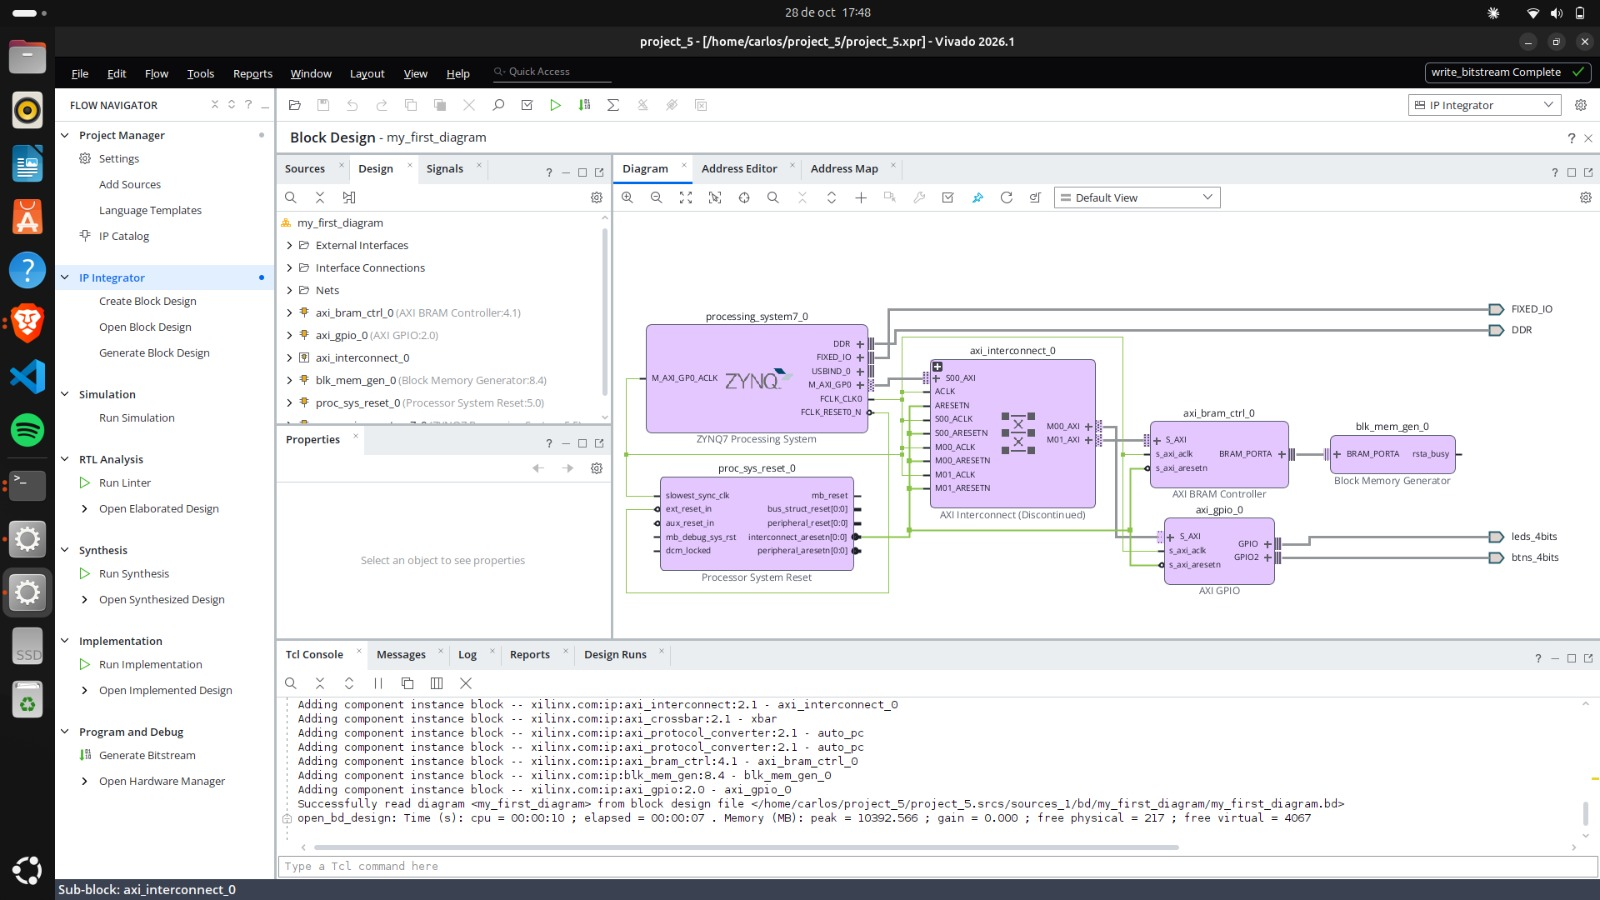 28 de oct 17:48
project_5 - [/home/carlos/project_5/project_5.xpr] - Vivado 2026.1
File Edit Flow Tools Reports Window Layout View Help Quick Access
write_bitstream Complete
FLOW NAVIGATOR
Project Manager
Settings
Add Sources
Language Templates
IP Catalog
IP Integrator
Create Block Design
Open Block Design
Generate Block Design
Simulation
Run Simulation
RTL Analysis
Run Linter
Open Elaborated Design
Synthesis
Run Synthesis
Open Synthesized Design
Implementation
Run Implementation
Open Implemented Design
Program and Debug
Generate Bitstream
Open Hardware Manager
SSD
IP Integrator
Block Design - my_first_diagram
Sources Design Signals
my_first_diagram
External Interfaces
Interface Connections
Nets
axi_bram_ctrl_0 (AXI BRAM Controller:4.1)
axi_gpio_0 (AXI GPIO:2.0)
axi_interconnect_0
blk_mem_gen_0 (Block Memory Generator:8.4)
proc_sys_reset_0 (Processor System Reset:5.0)
Properties
Select an object to see properties
Diagram Address Editor Address Map
Default View
processing_system7_0
M_AXI_GP0_ACLK
ZYNQ
DDR
FIXED_IO
USBIND_0
M_AXI_GP0
FCLK_CLK0
FCLK_RESET0_N
ZYNQ7 Processing System
proc_sys_reset_0
slowest_sync_clk
ext_reset_in
aux_reset_in
mb_debug_sys_rst
dcm_locked
mb_reset
bus_struct_reset[0:0]
peripheral_reset[0:0]
interconnect_aresetn[0:0]
peripheral_aresetn[0:0]
Processor System Reset
axi_interconnect_0
S00_AXI
ACLK
ARESETN
S00_ACLK
S00_ARESETN
M00_ACLK
M00_ARESETN
M01_ACLK
M01_ARESETN
M00_AXI
M01_AXI
AXI Interconnect (Discontinued)
axi_bram_ctrl_0
S_AXI
s_axi_aclk
s_axi_aresetn
BRAM_PORTA
AXI BRAM Controller
blk_mem_gen_0
BRAM_PORTA rsta_busy
Block Memory Generator
axi_gpio_0
S_AXI
s_axi_aclk
s_axi_aresetn
GPIO
GPIO2
AXI GPIO
FIXED_IO
DDR
leds_4bits
btns_4bits
Tcl Console Messages Log Reports Design Runs
Adding component instance block -- xilinx.com:ip:axi_interconnect:2.1 - axi_interconnect_0
Adding component instance block -- xilinx.com:ip:axi_crossbar:2.1 - xbar
Adding component instance block -- xilinx.com:ip:axi_protocol_converter:2.1 - auto_pc
Adding component instance block -- xilinx.com:ip:axi_protocol_converter:2.1 - auto_pc
Adding component instance block -- xilinx.com:ip:axi_bram_ctrl:4.1 - axi_bram_ctrl_0
Adding component instance block -- xilinx.com:ip:blk_mem_gen:8.4 - blk_mem_gen_0
Adding component instance block -- xilinx.com:ip:axi_gpio:2.0 - axi_gpio_0
Successfully read diagram <my_first_diagram> from block design file </home/carlos/project_5/project_5.srcs/sources_1/bd/my_first_diagram/my_first_diagram.bd>
open_bd_design: Time (s): cpu = 00:00:10 ; elapsed = 00:00:07 . Memory (MB): peak = 10392.566 ; gain = 0.000 ; free physical = 217 ; free virtual = 4067
Type a Tcl command here
Sub-block: axi_interconnect_0